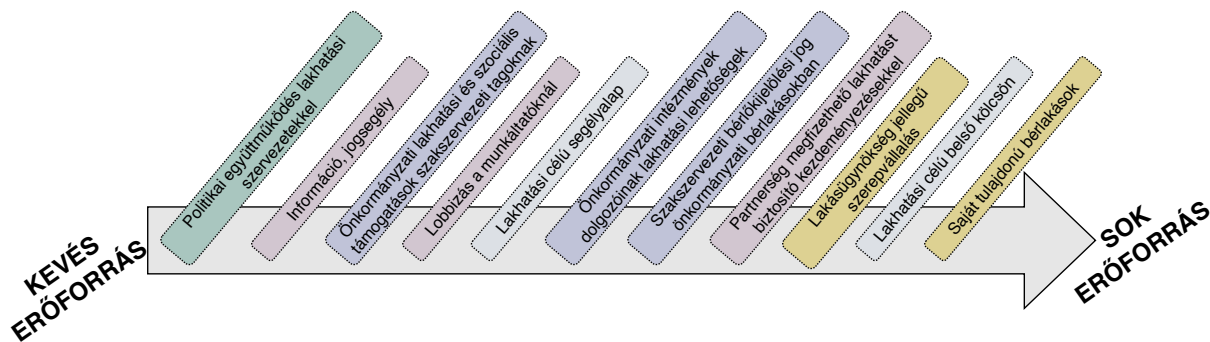 KEVÉS
ERŐFORRÁS
Politikai együttműködés lakhatási
szervezetekkel
Információ, jogsegély
Önkormányzati lakhatási és szociális
támogatások szakszervezeti tagoknak
Lobbizás a munkáltatóknál
Lakhatási célú segélyalap
Önkormányzati intézmények
dolgozóinak lakhatási lehetőségek
Szakszervezeti bérlőkijelölési jog
önkormányzati bérlakásokban
Partnerség megfizethető lakhatást
biztosító kezdeményezésekkel
Lakásügynökség jellegű
szerepvállalás
Lakhatási célú belső kölcsön
Saját tulajdonú bérlakások
SOK
ERŐFORRÁS